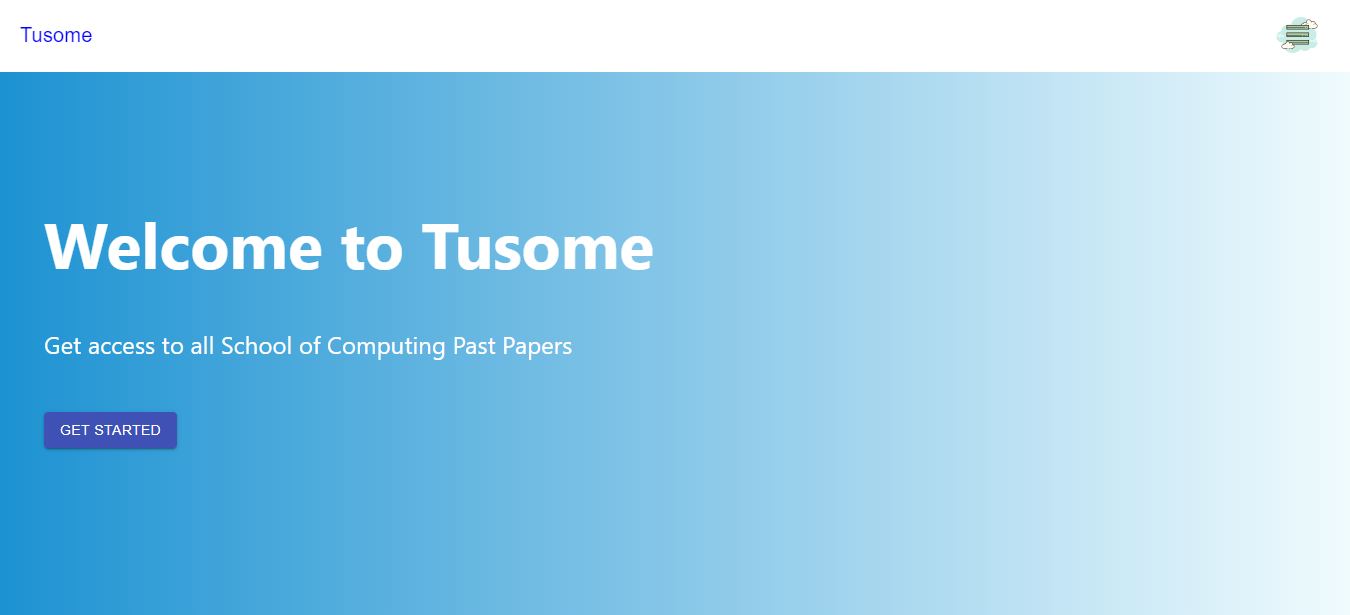 Tusome
Welcome to Tusome
Get access to all School of Computing Past Papers
GET STARTED